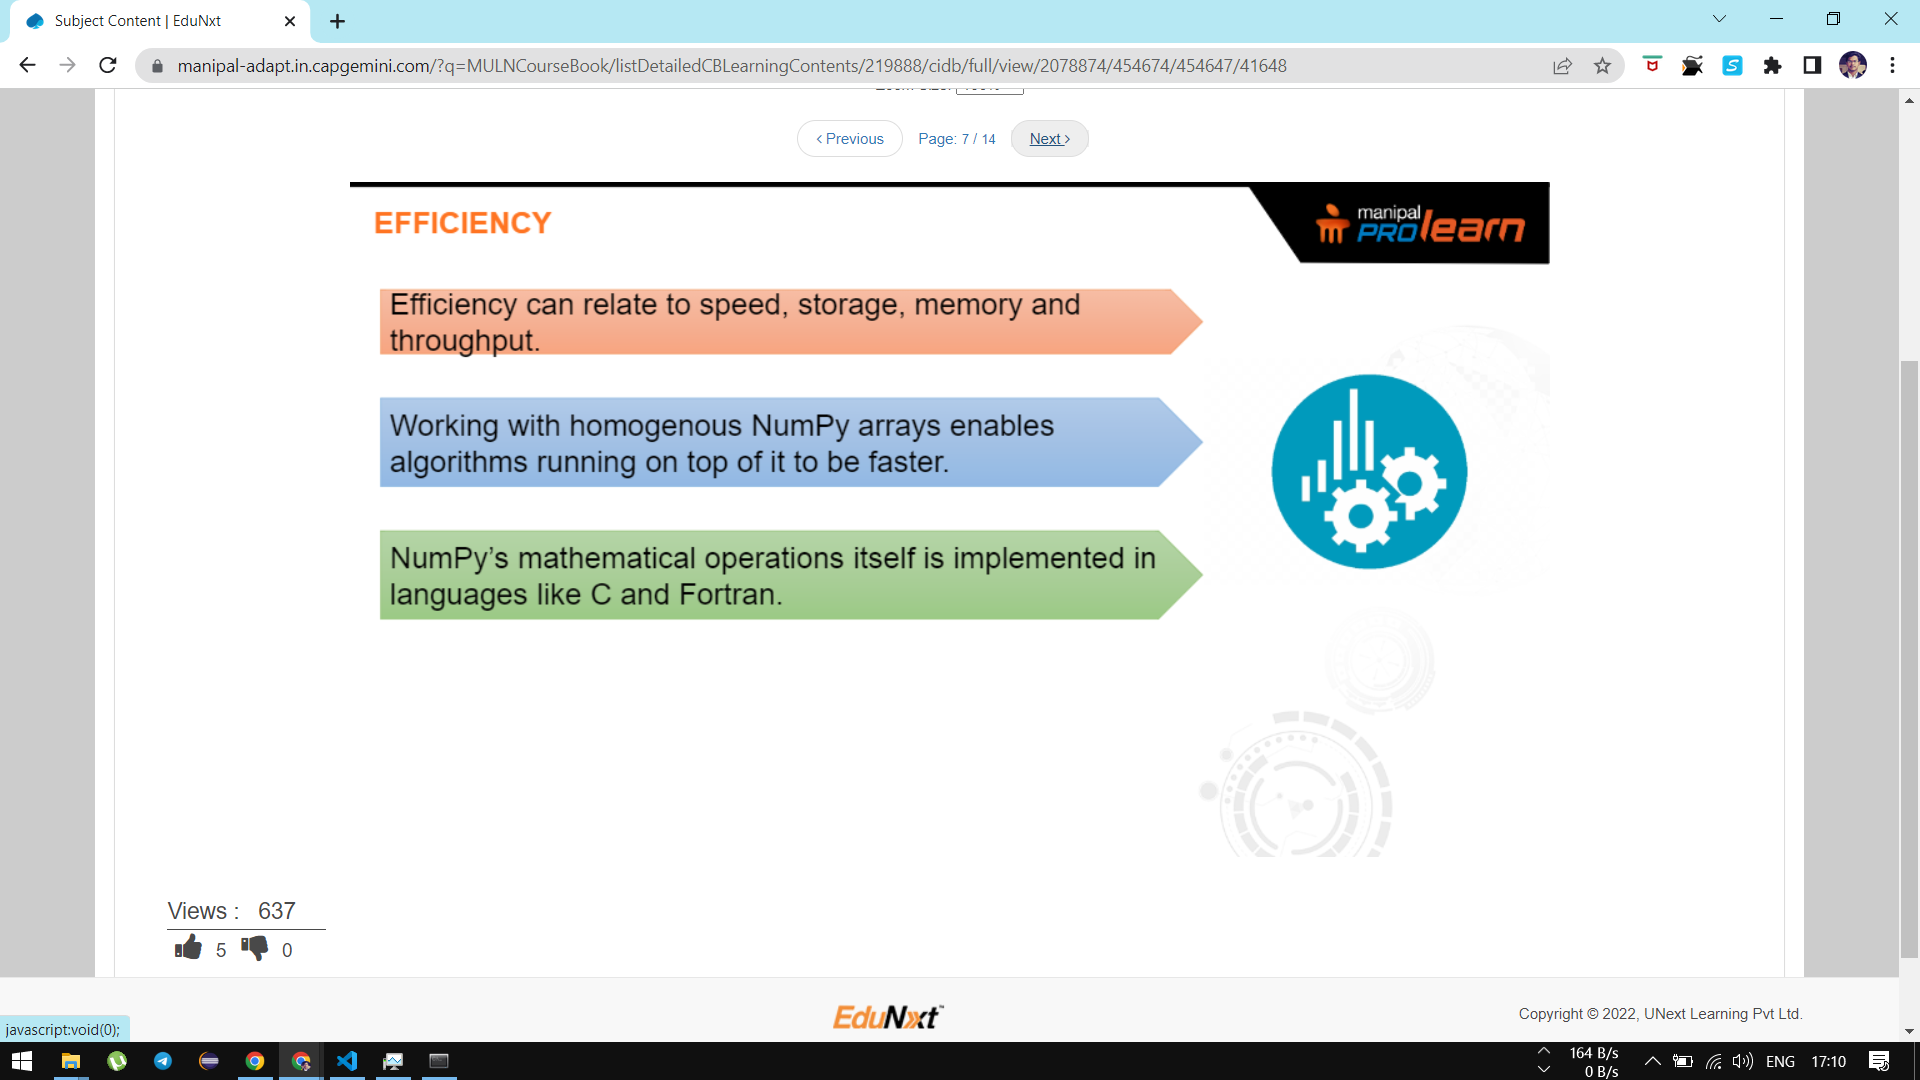 Subject Content | EduNxt
manipal-adapt.in.capgemini.com/?q=MULNCourseBook/listDetailedCBLearningContents/219888/cidb/full/view/2078874/454674/454647/41648
‹ Previous Page: 7 / 14 Next ›
EFFICIENCY
manipal
PROlearn
Efficiency can relate to speed, storage, memory and
throughput.
Working with homogenous NumPy arrays enables
algorithms running on top of it to be faster.
NumPy’s mathematical operations itself is implemented in
languages like C and Fortran.
Views : 637
5 0
EduNxt™
Copyright © 2022, UNext Learning Pvt Ltd.
javascript:void(0);
164 B/s
0 B/s
ENG 17:10